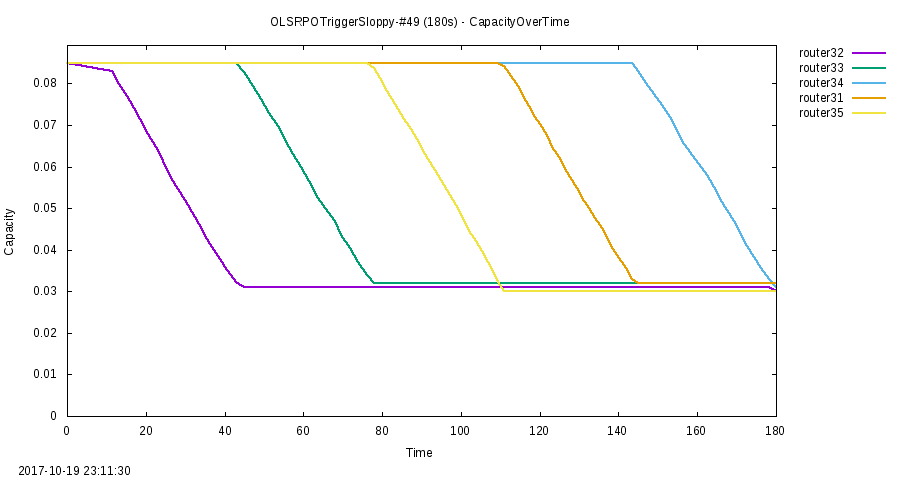 OLSRPOTriggerSloppy-#49 (180s) - CapacityOverTime
router32
router33
router34
router31
router35
0.08
0.07
0.06
0.05
0.04
0.03
0.02
0.01
0
Capacity
0 20 40 60 80 100 120 140 160 180
Time
2017-10-19 23:11:30